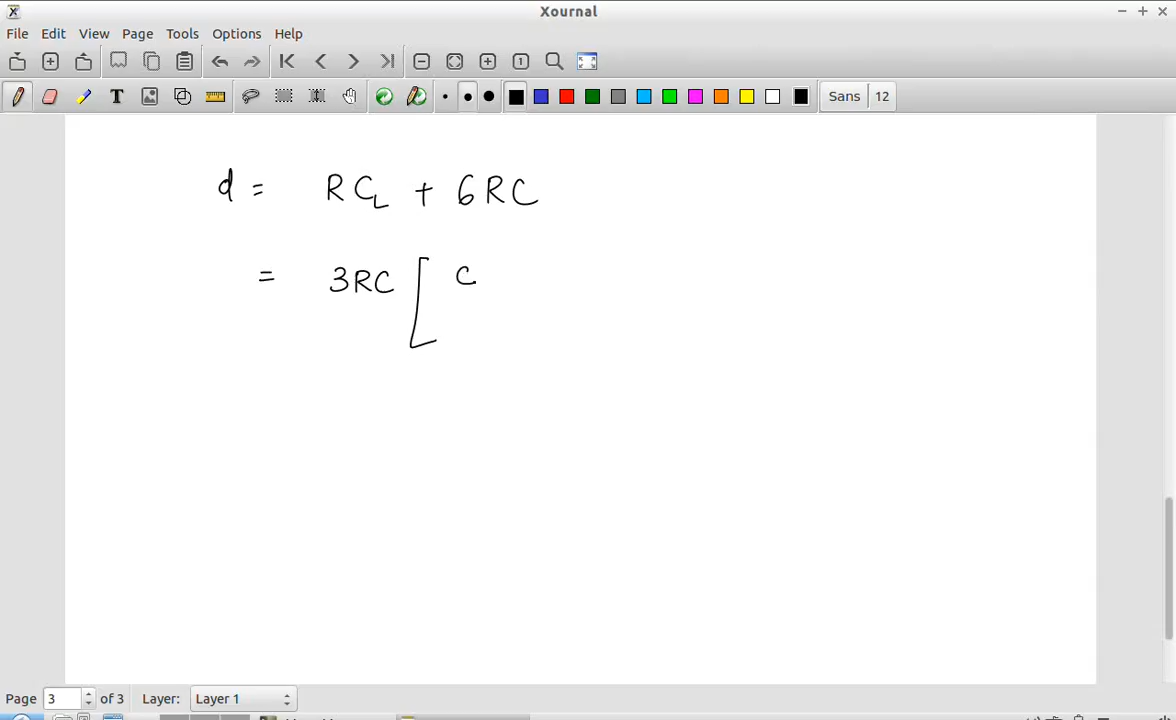 Xournal
File Edit View Page Tools Options Help
Sans 12
d = RC_L + 6RC
= 3RC [ C
Page 3 of 3 Layer: Layer 1